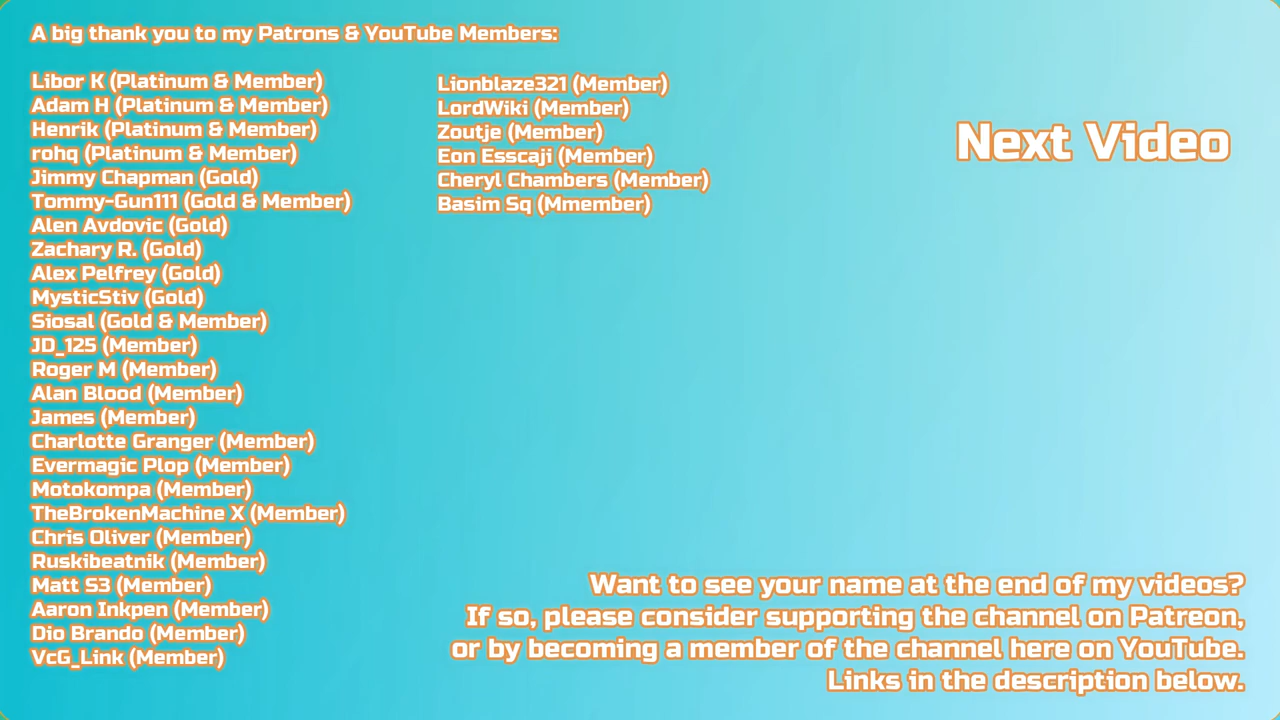 A big thank you to my Patrons & YouTube Members:
Libor K (Platinum & Member)
Adam H (Platinum & Member)
Henrik (Platinum & Member)
rohq (Platinum & Member)
Jimmy Chapman (Gold)
Tommy-Gun111 (Gold & Member)
Alen Avdovic (Gold)
Zachary R. (Gold)
Alex Pelfrey (Gold)
MysticStiv (Gold)
Siosal (Gold & Member)
JD_125 (Member)
Roger M (Member)
Alan Blood (Member)
James (Member)
Charlotte Granger (Member)
Evermagic Plop (Member)
Motokompa (Member)
TheBrokenMachine X (Member)
Chris Oliver (Member)
Ruskibeatnik (Member)
Matt S3 (Member)
Aaron Inkpen (Member)
Dio Brando (Member)
VcG_Link (Member)
Lionblaze321 (Member)
LordWiki (Member)
Zoutje (Member)
Eon Esscaji (Member)
Cheryl Chambers (Member)
Basim Sq (Mmember)
Next Video
Want to see your name at the end of my videos?
If so, please consider supporting the channel on Patreon,
or by becoming a member of the channel here on YouTube.
Links in the description below.